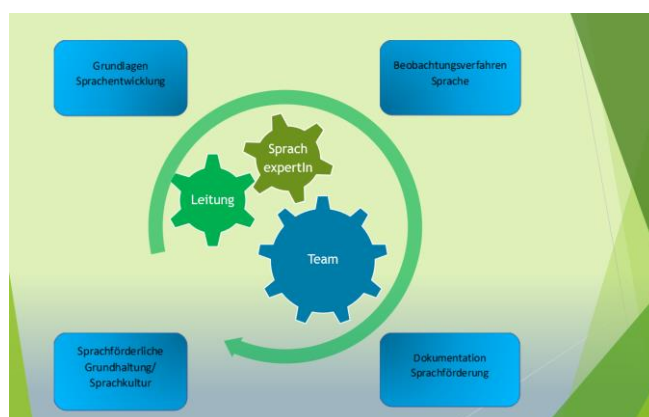 Grundlagen
Sprachentwicklung
Beobachtungsverfahren
Sprache
Sprach
expertIn
Leitung
Team
Sprachförderliche
Grundhaltung/
Sprachkultur
Dokumentation
Sprachförderung